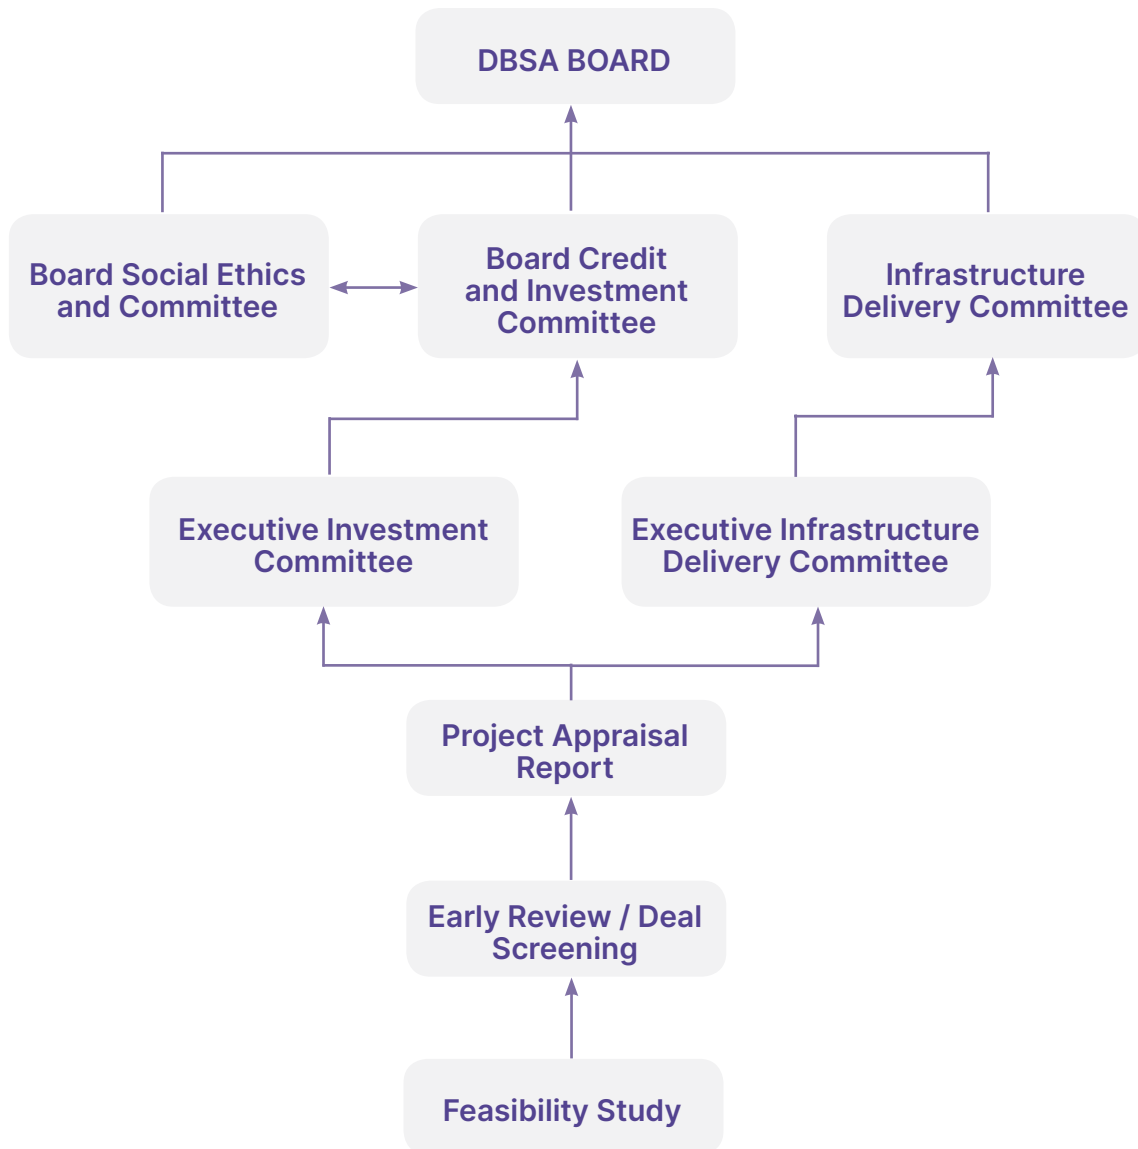 DBSA BOARD
Board Social Ethics
and Committee
Board Credit
and Investment
Committee
Infrastructure
Delivery Committee
Executive Investment
Committee
Executive Infrastructure
Delivery Committee
Project Appraisal
Report
Early Review / Deal
Screening
Feasibility Study